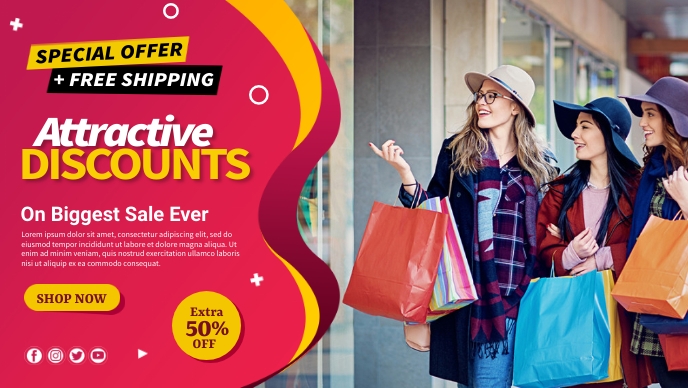 SPECIAL OFFER
+ FREE SHIPPING
Attractive
DISCOUNTS
On Biggest Sale Ever
Lorem ipsum dolor sit amet, consectetur adipiscing elit, sed do
eiusmod tempor incididunt ut labore et dolore magna aliqua. Ut
enim ad minim veniam, quis nostrud exercitation ullamco laboris
nisi ut aliquip ex ea commodo consequat.
SHOP NOW
Extra
50%
OFF